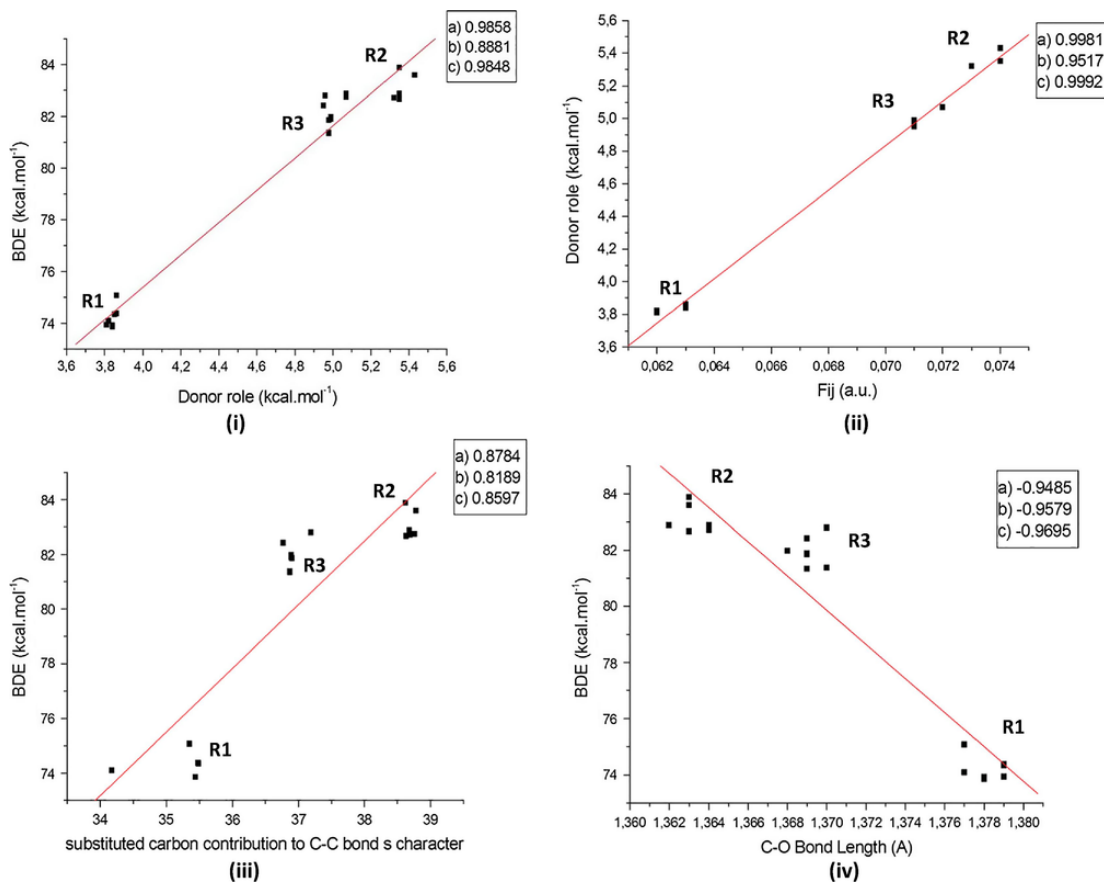 a) 0.9858
b) 0.8881
c) 0.9848
R2
R3
R1
84
82
80
78
76
74
BDE (kcal.mol⁻¹)
3,6 3,8 4,0 4,2 4,4 4,6 4,8 5,0 5,2 5,4 5,6
Donor role (kcal.mol⁻¹)
(i)
a) 0.9981
b) 0.9517
c) 0.9992
R2
R3
R1
5,6
5,4
5,2
5,0
4,8
4,6
4,4
4,2
4,0
3,8
3,6
Donor role (kcal.mol⁻¹)
0,062 0,064 0,066 0,068 0,070 0,072 0,074
Fij (a.u.)
(ii)
a) 0.8784
b) 0.8189
c) 0.8597
R2
R3
R1
84
82
80
78
76
74
BDE (kcal.mol⁻¹)
34 35 36 37 38 39
substituted carbon contribution to C-C bond s character
(iii)
a) -0.9485
b) -0.9579
c) -0.9695
R2
R3
R1
84
82
80
78
76
74
BDE (kcal.mol⁻¹)
1,360 1,362 1,364 1,366 1,368 1,370 1,372 1,374 1,376 1,378 1,380
C-O Bond Length (A)
(iv)